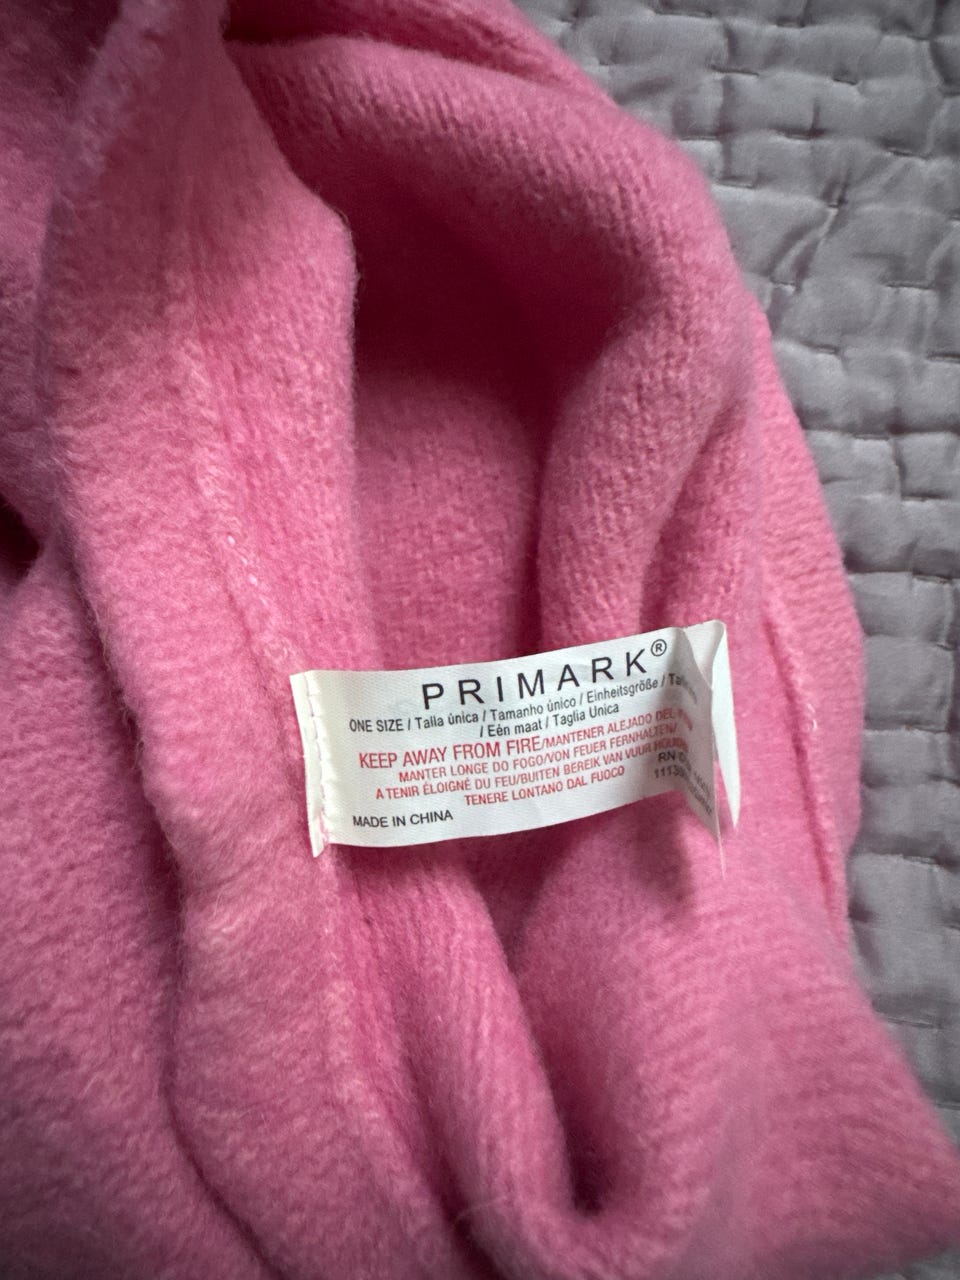 PRIMARK®
ONE SIZE / Talla única / Tamanho único / Einheitsgröße /
/ Eén maat / Taglia Unica
KEEP AWAY FROM FIRE/MANTENER ALEJADO DEL
MANTER LONGE DO FOGO/VON FEUER FERNHALTEN/
A TENIR ÉLOIGNÉ DU FEU/BUITEN BEREIK VAN VUUR HOUDEN
TENERE LONTANO DAL FUOCO
RN
MADE IN CHINA